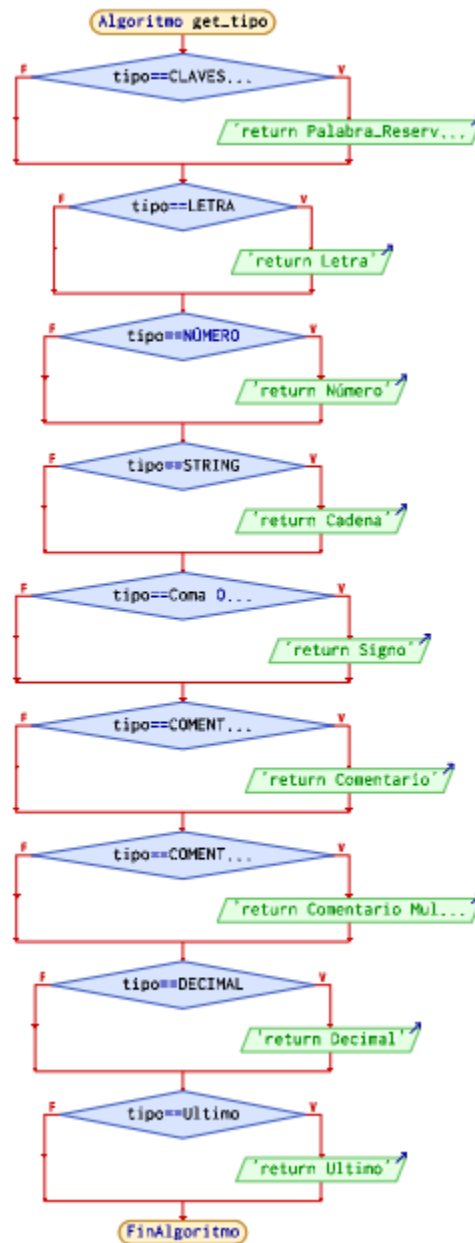 Algoritmo get_tipo
F tipo==CLAVES... V
'return Palabra_Reserv...
F tipo==LETRA V
'return Letra'
F tipo==NÚMERO V
'return Número'
F tipo==STRING V
'return Cadena'
F tipo==Coma O... V
'return Signo'
F tipo==COMENT... V
'return Comentario'
F tipo==COMENT... V
'return Comentario Mul...
F tipo==DECIMAL V
'return Decimal'
F tipo==Ultimo V
'return Ultimo'
FinAlgoritmo